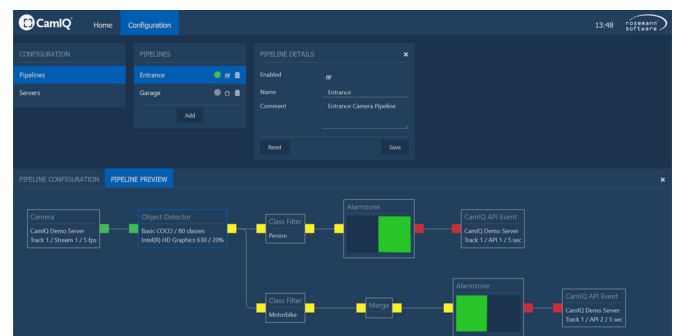 CamIQ
Home
Configuration
13:48
rosemann
software
CONFIGURATION
Pipelines
Servers
PIPELINES
Entrance
Garage
Add
PIPELINE DETAILS
Enabled
Name
Entrance
Comment
Entrance Camera Pipeline
Reset
Save
PIPELINE CONFIGURATION
PIPELINE PREVIEW
Camera
CamIQ Demo Server
Track 1 / Stream 1 / 5 fps
Object Detector
Basic COCO / 80 classes
Intel(R) HD Graphics 630 / 20%
Class Filter
Person
Alarmzone
CamIQ API Event
CamIQ Demo Server
Track 1 / API 1 / 5 sec
Class Filter
Motorbike
Merge
Alarmzone
CamIQ API Event
CamIQ Demo Server
Track 1 / API 2 / 5 sec